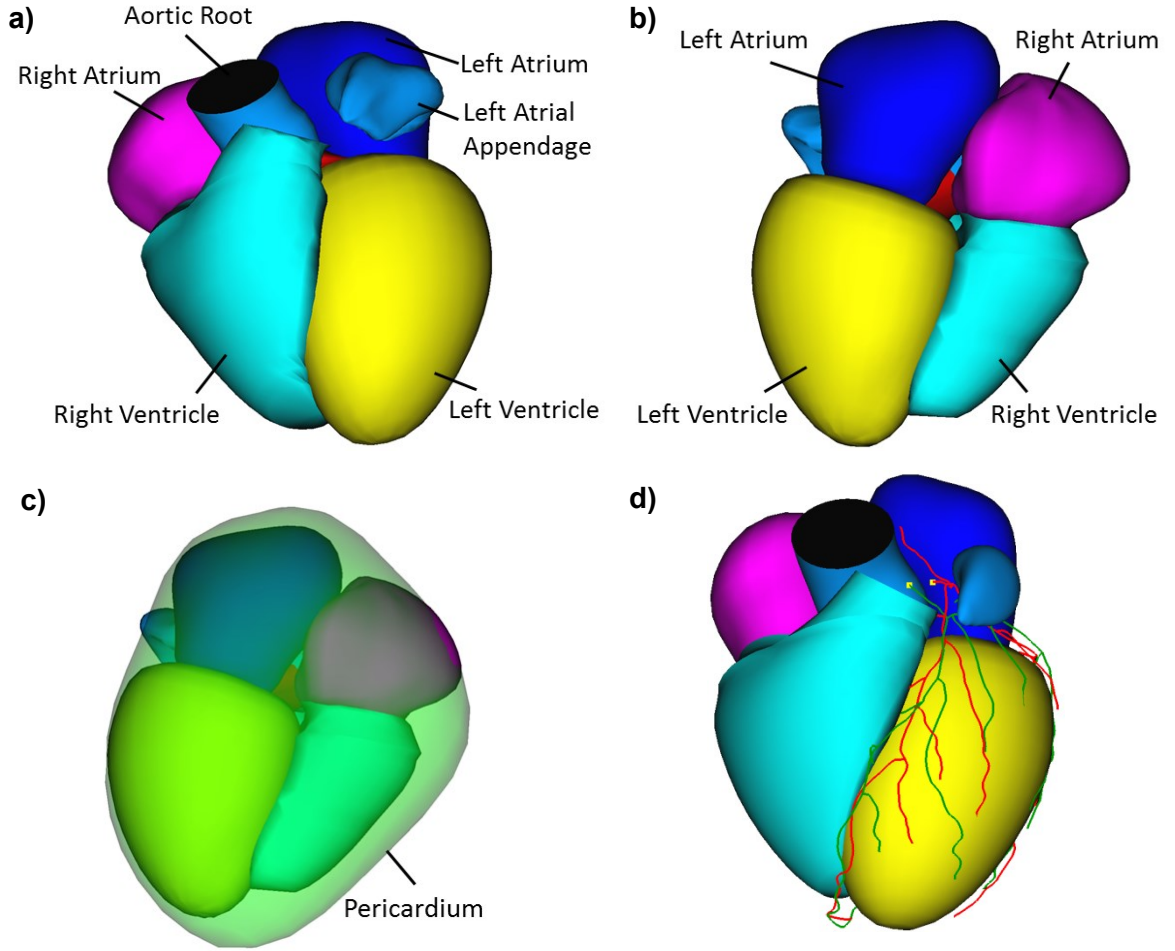 a)
Aortic Root
Right Atrium
Left Atrium
Left Atrial
Appendage
Right Ventricle
Left Ventricle
b)
Left Atrium
Right Atrium
Left Ventricle
Right Ventricle
c)
Pericardium
d)